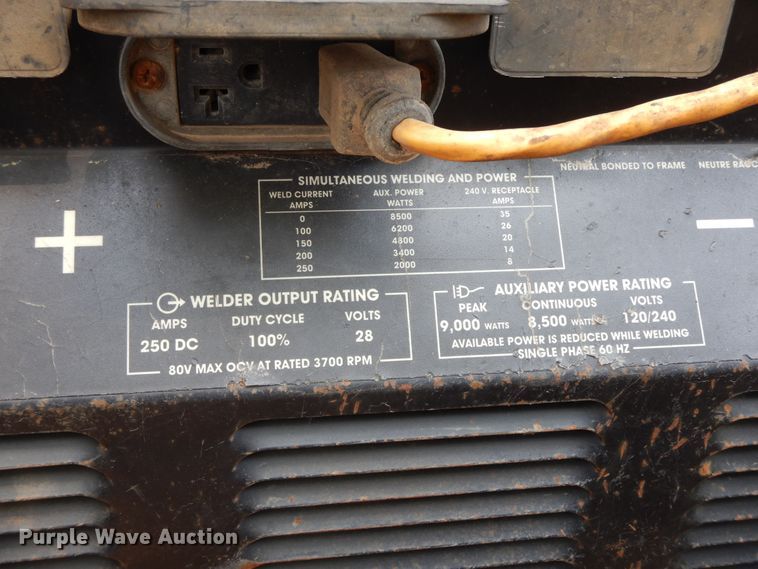 NEUTRAL BONDED TO FRAME NEUTRE RACC
SIMULTANEOUS WELDING AND POWER
WELD CURRENT AMPS AUX. POWER WATTS 240 V. RECEPTACLE AMPS
0 8500 35
100 6200 26
150 4800 20
200 3400 14
250 2000 8
WELDER OUTPUT RATING
AMPS DUTY CYCLE VOLTS
250 DC 100% 28
80V MAX OCV AT RATED 3700 RPM
AUXILIARY POWER RATING
PEAK CONTINUOUS VOLTS
9,000 WATTS 8,500 WATTS 120/240
AVAILABLE POWER IS REDUCED WHILE WELDING
SINGLE PHASE 60 HZ
Purple Wave Auction